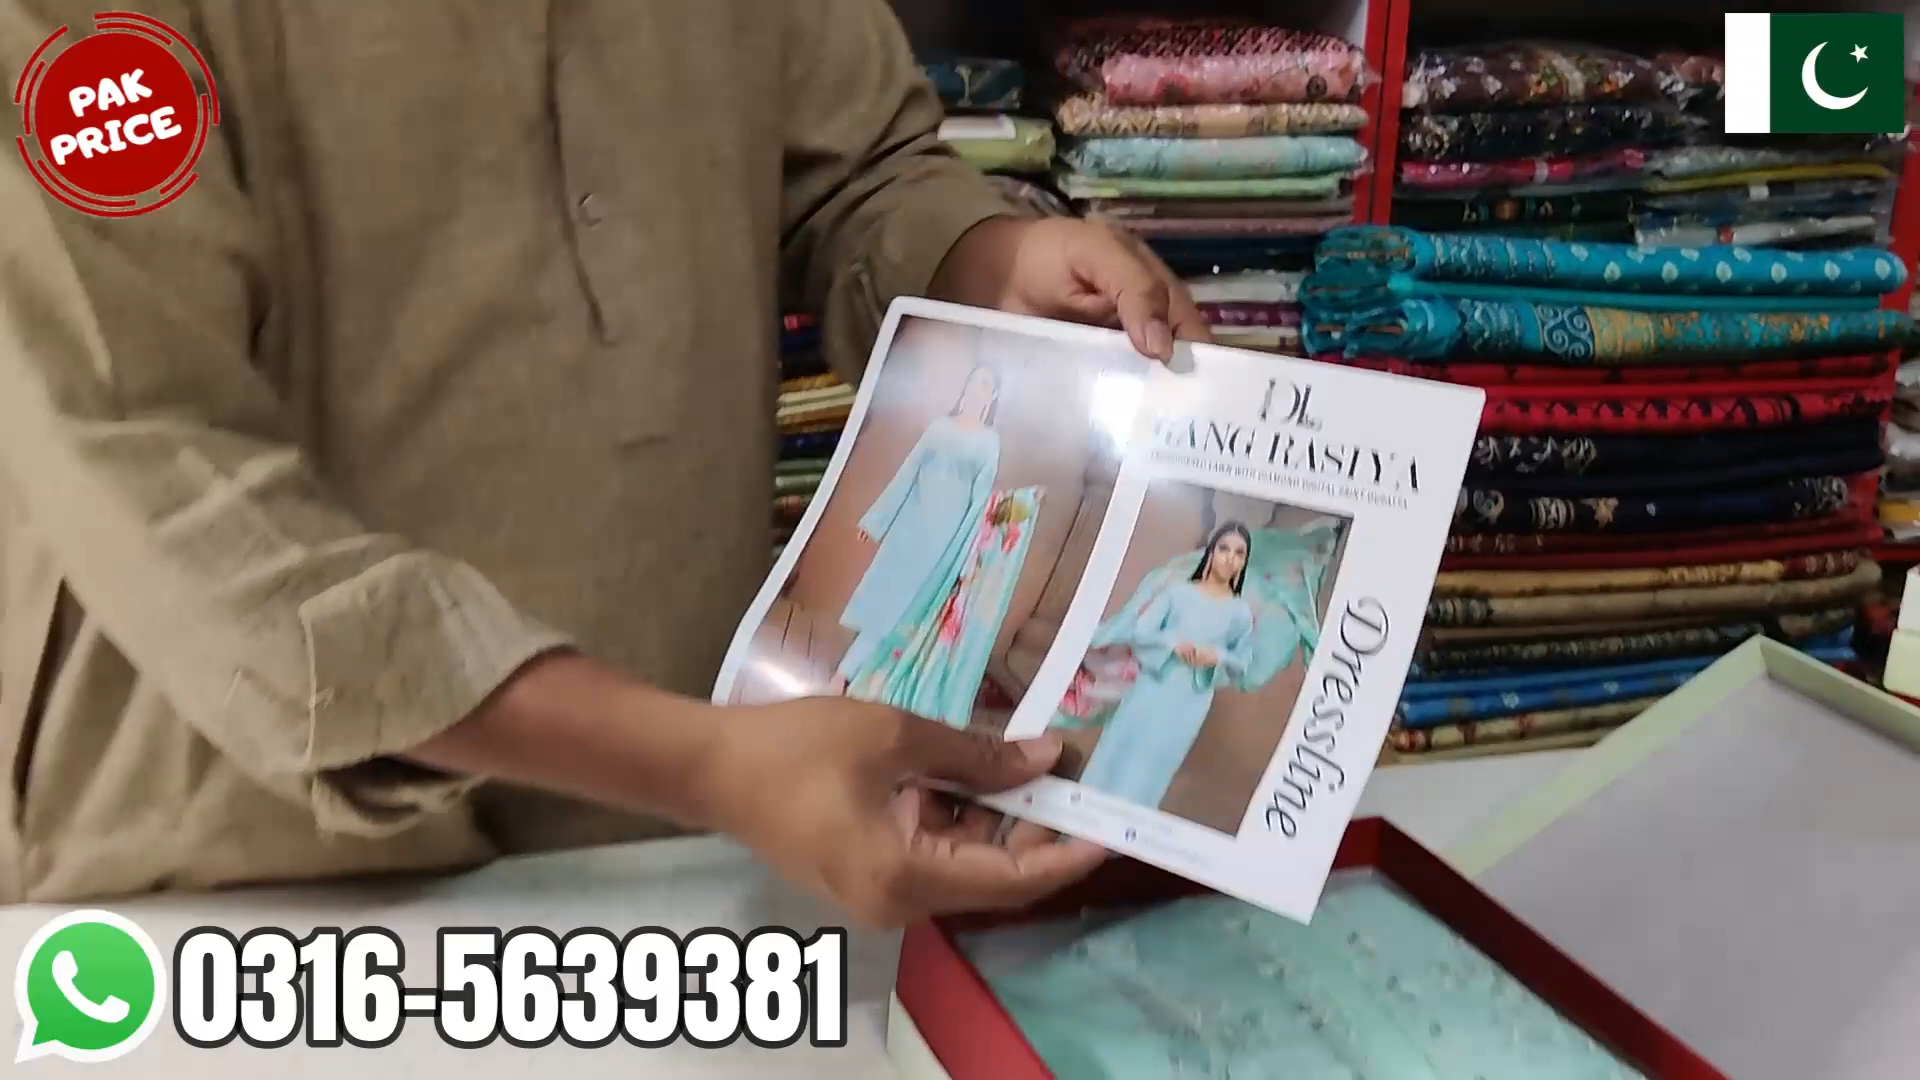 PAK
PRICE
DL
RANG RASIYA
Dressline
0316-5639381